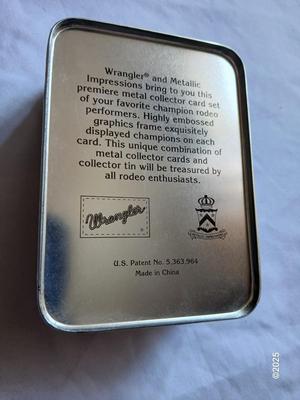 Wrangler® and Metallic
Impressions bring to you this
premiere metal collector card set
of your favorite champion rodeo
performers. Highly embossed
graphics frame exquisitely
displayed champions on each
card. This unique combination of
metal collector cards and
collector tin will be treasured by
all rodeo enthusiasts.
Wrangler®
U.S. Patent No. 5,363,964
Made in China
©2025